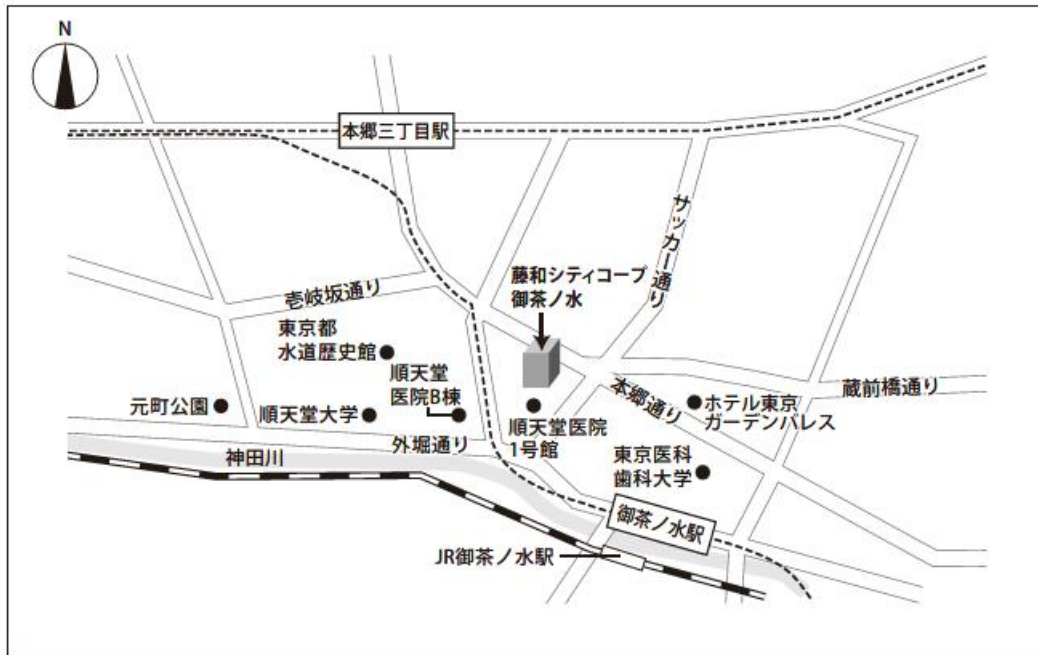 N
本郷三丁目駅
サッカー通り
藤和シティコープ
御茶ノ水
壱岐坂通り
東京都
水道歴史館
順天堂
医院B棟
元町公園
順天堂大学
外堀通り
神田川
順天堂医院
1号館
本郷通り
蔵前橋通り
ホテル東京
ガーデンパレス
東京医科
歯科大学
御茶ノ水駅
JR御茶ノ水駅